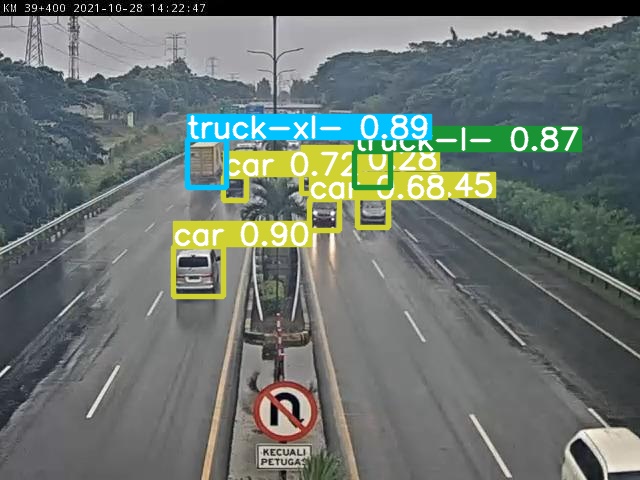 KM 39+400 2021-10-28 14:22:47
truck-xl- 0.89
truck-l- 0.87
car 0.72
0.28
car 0.68
.45
car 0.90
KECUALI
PETUGAS